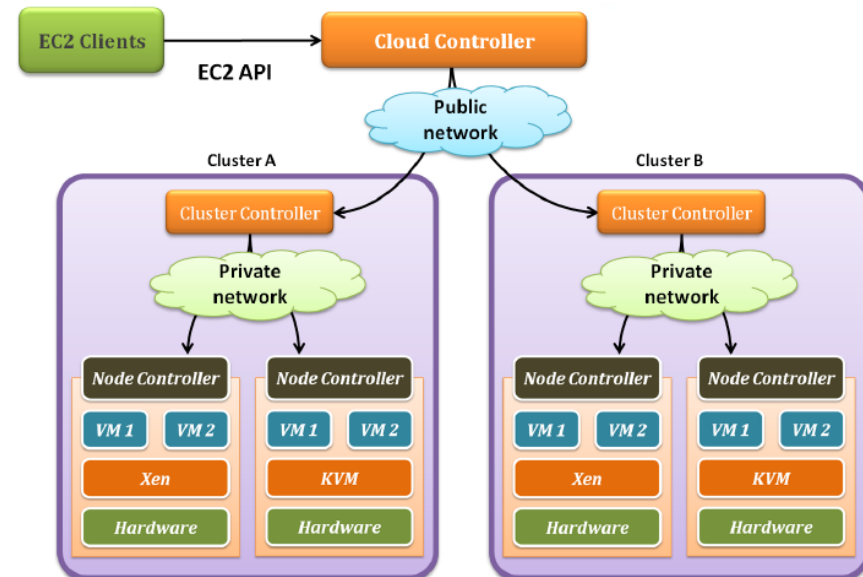 EC2 Clients
Cloud Controller
EC2 API
Public
network
Cluster A
Cluster B
Cluster Controller
Cluster Controller
Private
network
Private
network
Node Controller
Node Controller
Node Controller
Node Controller
VM 1
VM 2
VM 1
VM 2
VM 1
VM 2
VM 1
VM 2
Xen
KVM
Xen
KVM
Hardware
Hardware
Hardware
Hardware